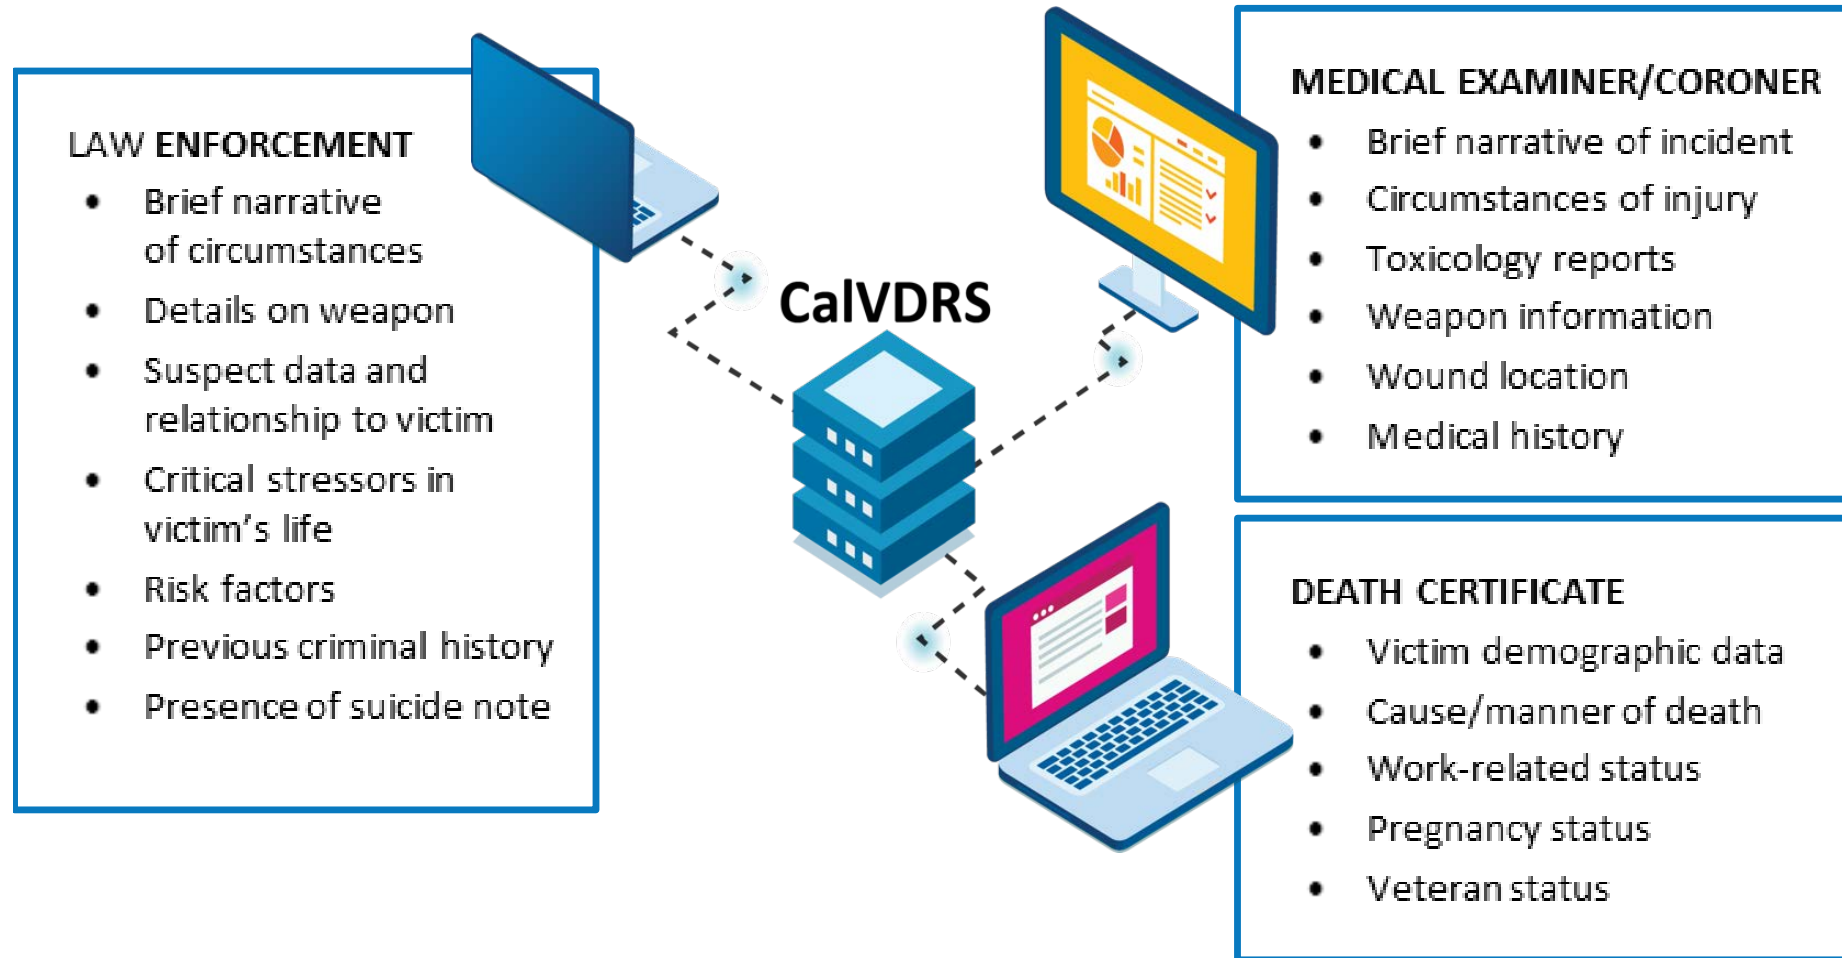 LAW ENFORCEMENT
• Brief narrative
of circumstances
• Details on weapon
• Suspect data and
relationship to victim
• Critical stressors in
victim's life
• Risk factors
• Previous criminal history
• Presence of suicide note
CalVDRS
MEDICAL EXAMINER/CORONER
• Brief narrative of incident
• Circumstances of injury
• Toxicology reports
• Weapon information
• Wound location
• Medical history
DEATH CERTIFICATE
• Victim demographic data
• Cause/manner of death
• Work-related status
• Pregnancy status
• Veteran status